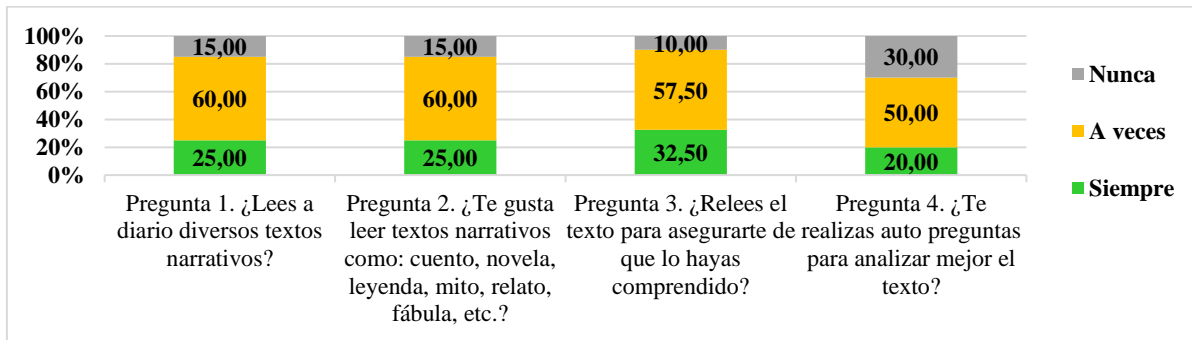 100%
80%
60%
40%
20%
0%
15,00
60,00
25,00
15,00
60,00
25,00
10,00
57,50
32,50
30,00
50,00
20,00
Pregunta 1. ¿Lees a
diario diversos textos
narrativos?
Pregunta 2. ¿Te gusta
leer textos narrativos
como: cuento, novela,
leyenda, mito, relato,
fábula, etc.?
Pregunta 3. ¿Relees el
texto para asegurarte de
que lo hayas
comprendido?
Pregunta 4. ¿Te
realizas auto preguntas
para analizar mejor el
texto?
Nunca
A veces
Siempre